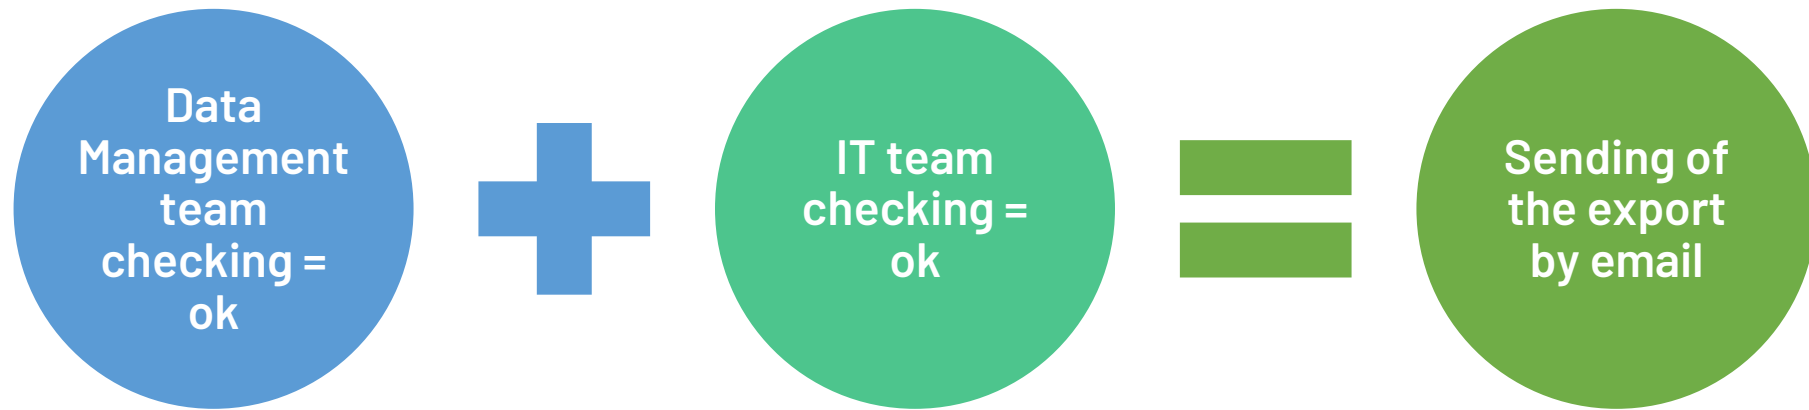 Data
Management
team
checking =
ok
IT team
checking =
ok
Sending of
the export
by email